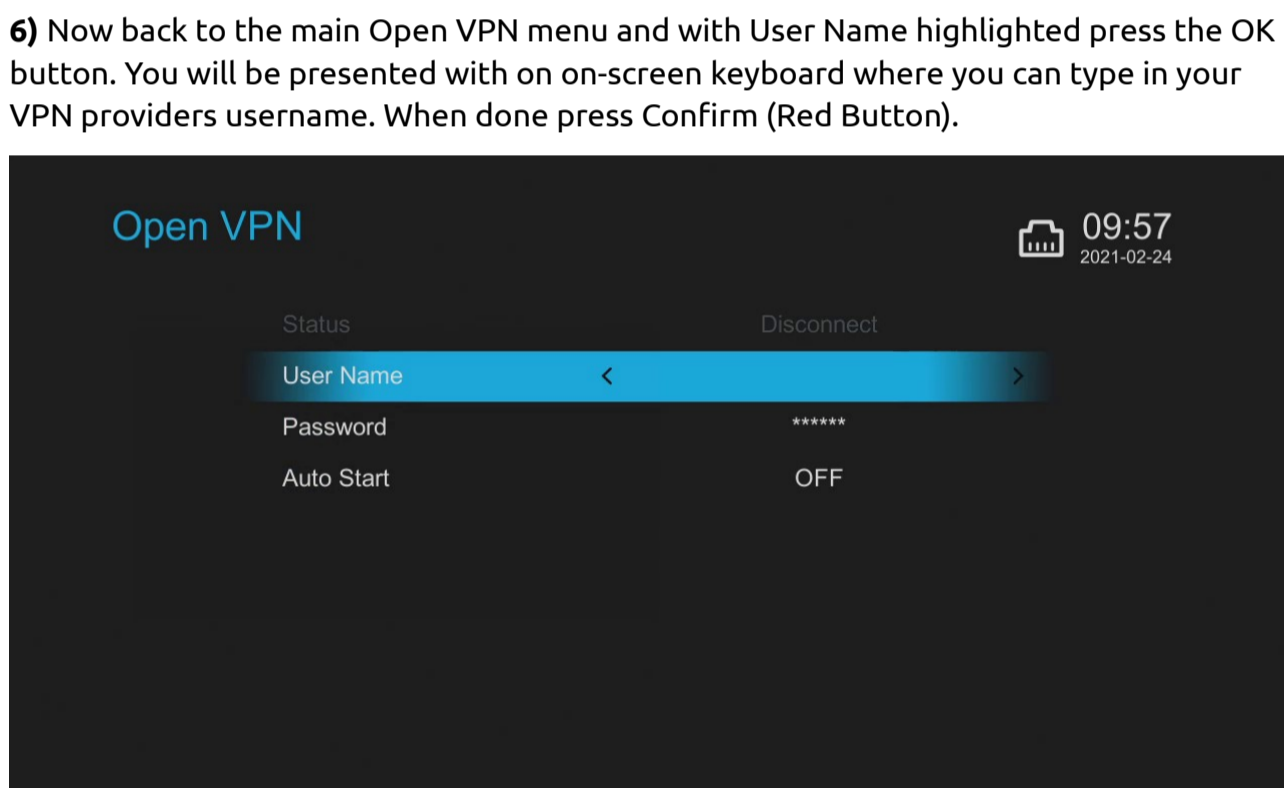 6) Now back to the main Open VPN menu and with User Name highlighted press the OK
button. You will be presented with on on-screen keyboard where you can type in your
VPN providers username. When done press Confirm (Red Button).
Open VPN
09:57
2021-02-24
Status Disconnect
User Name < >
Password ******
Auto Start OFF